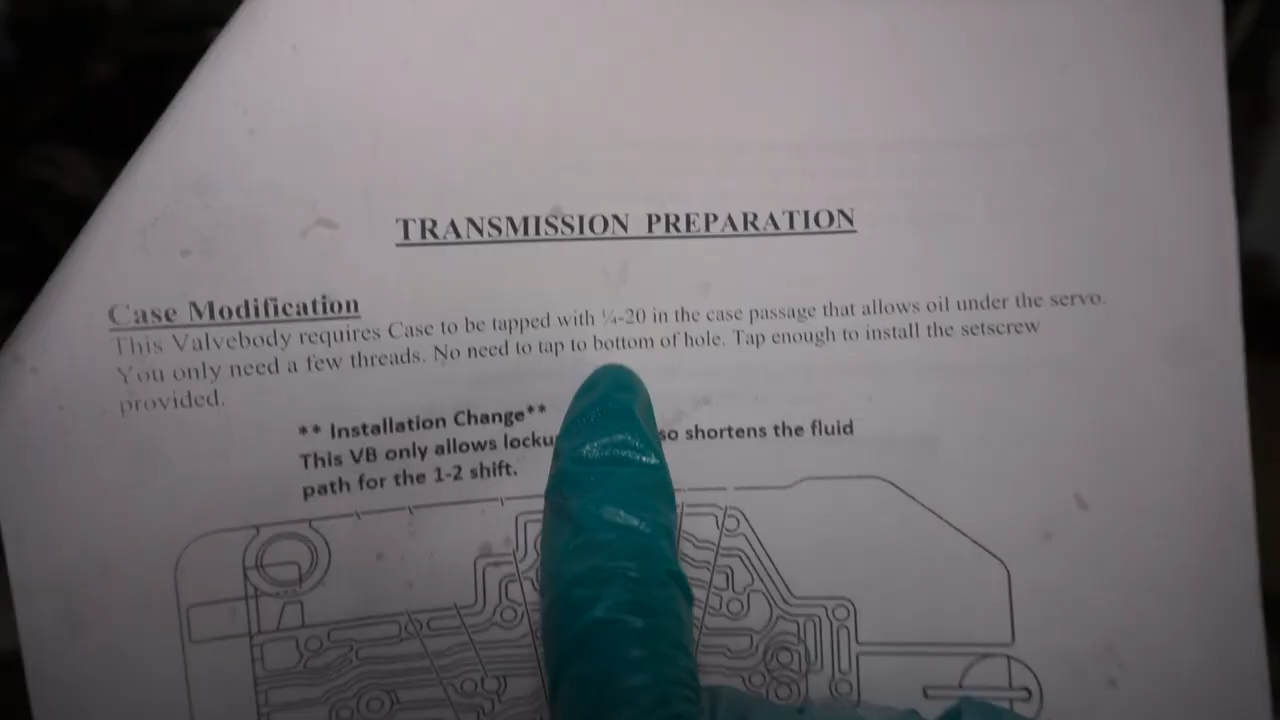 TRANSMISSION PREPARATION
Case Modification
This Valvebody requires Case to be tapped with ¼-20 in the case passage that allows oil under the servo.
You only need a few threads. No need to tap to bottom of hole. Tap enough to install the setscrew
provided.
** Installation Change**
This VB only allows so shortens the fluid
path for the 1-2 shift.